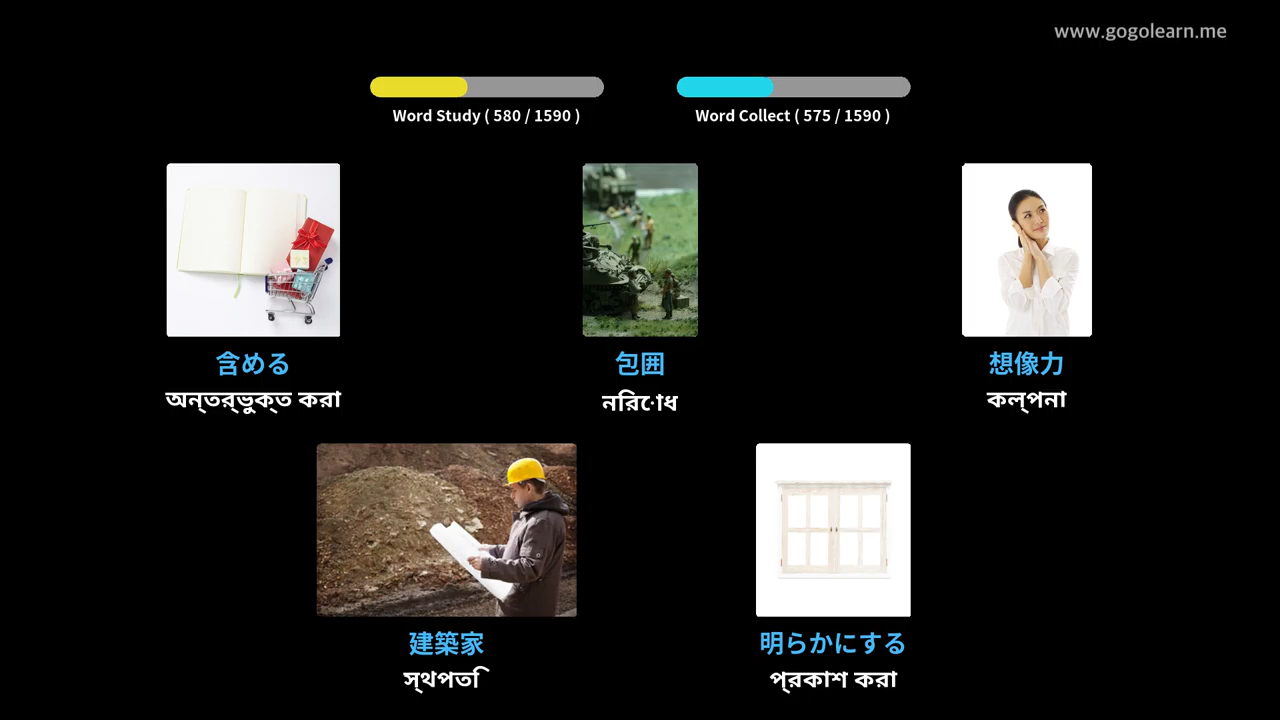 www.gogolearn.me
Word Study ( 580 / 1590 )
Word Collect ( 575 / 1590 )
含める
অন্তর্ভুক্ত করা
包囲
নিরোধ
想像力
কল্পনা
建築家
স্থপতি
明らかにする
প্রকাশ করা